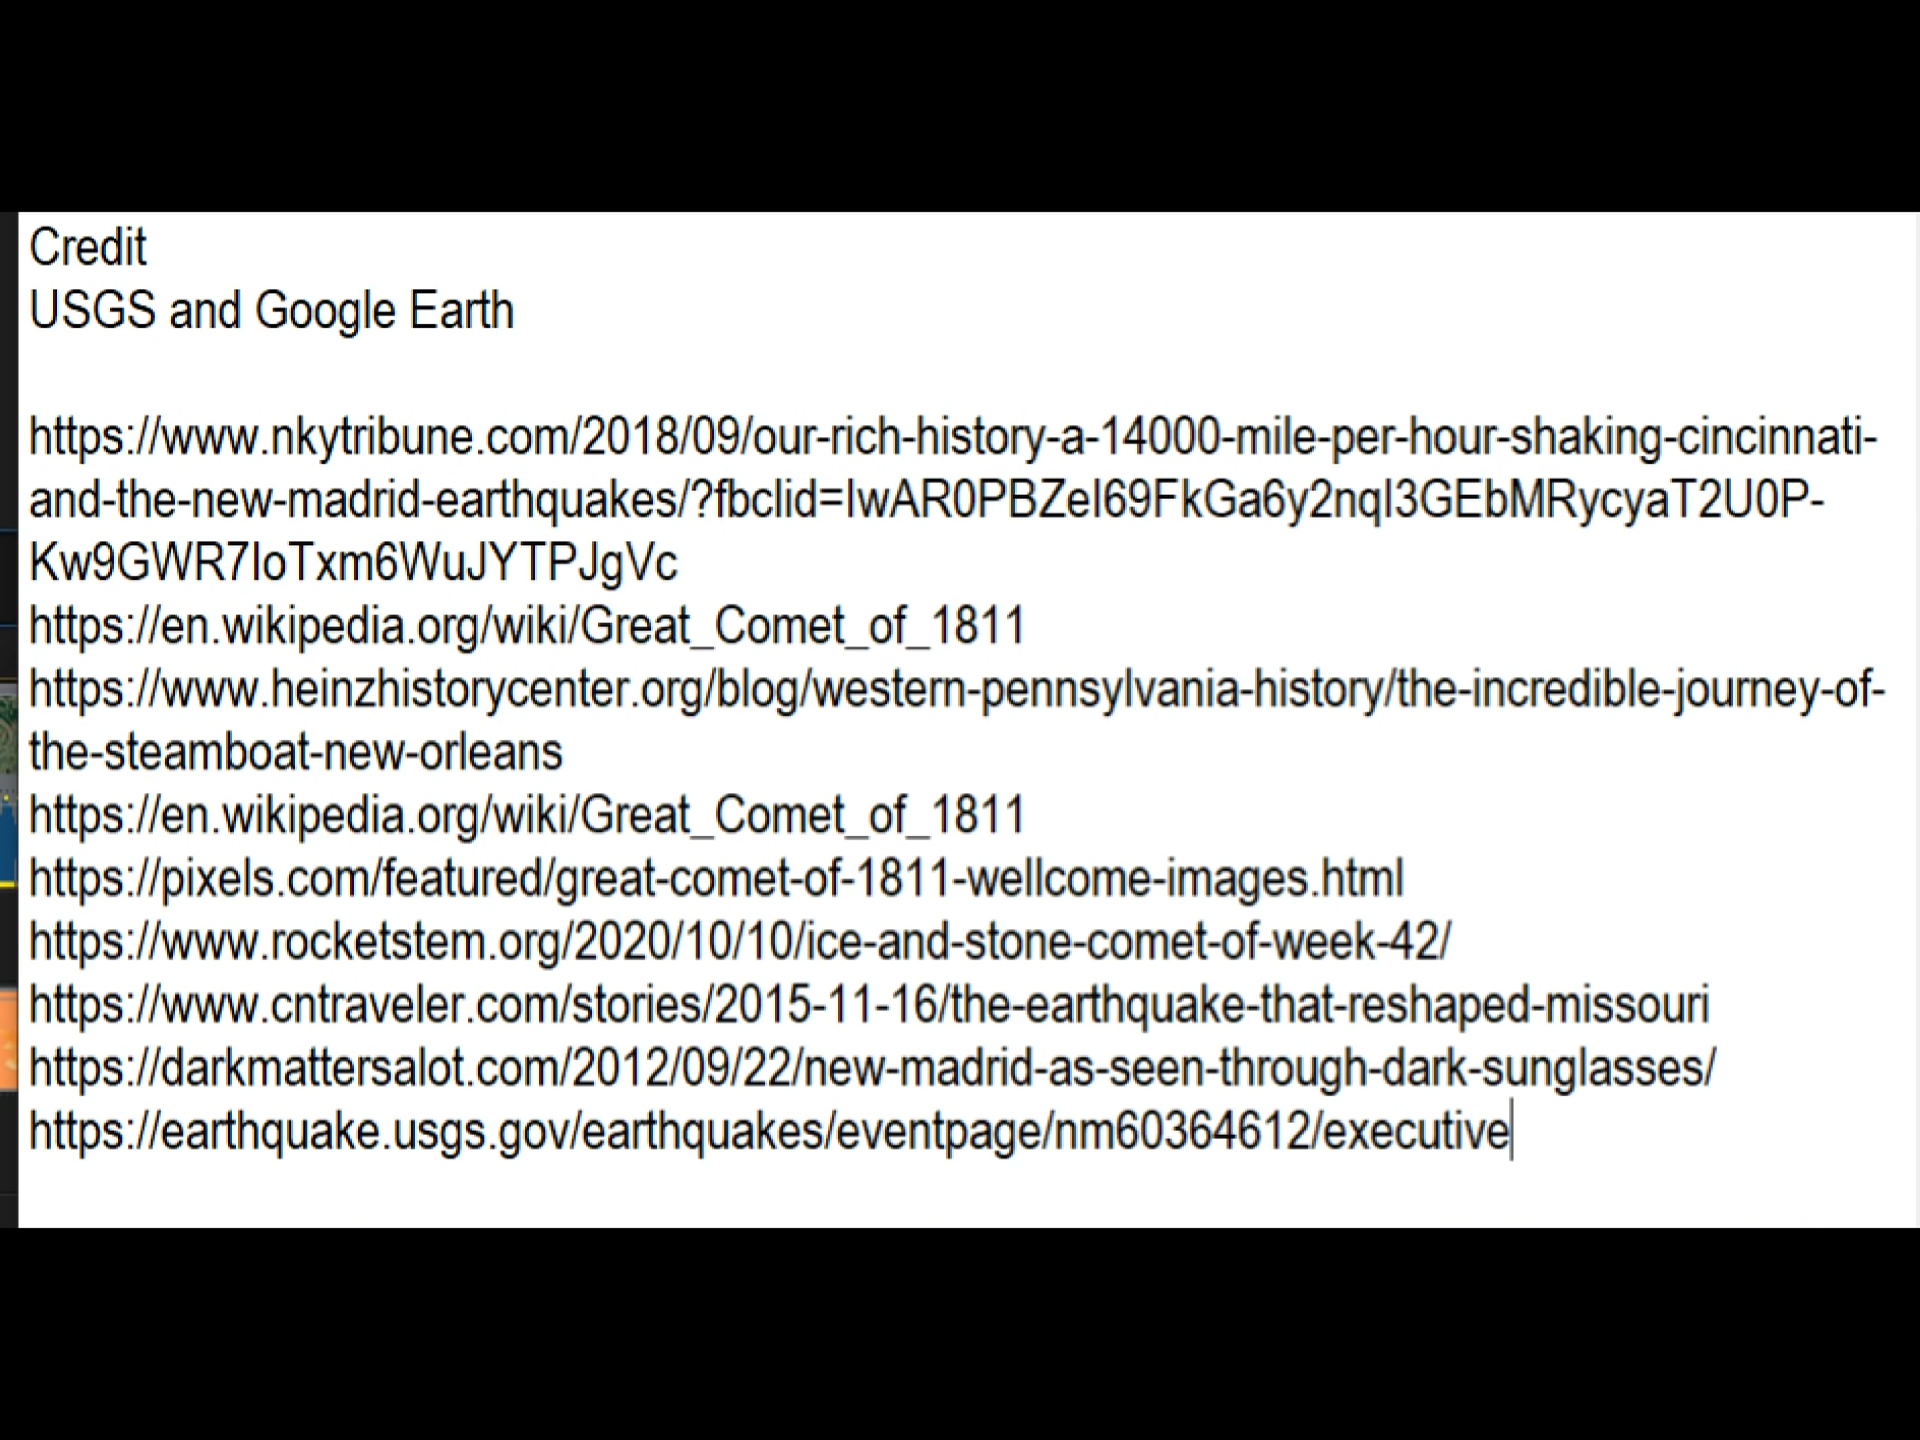 Credit
USGS and Google Earth
https://www.nkytribune.com/2018/09/our-rich-history-a-14000-mile-per-hour-shaking-cincinnati-
and-the-new-madrid-earthquakes/?fbclid=IwAR0PBZeI69FkGa6y2nqI3GEbMRycyaT2U0P-
Kw9GWR7IoTxm6WuJYTPJgVc
https://en.wikipedia.org/wiki/Great_Comet_of_1811
https://www.heinzhistorycenter.org/blog/western-pennsylvania-history/the-incredible-journey-of-
the-steamboat-new-orleans
https://en.wikipedia.org/wiki/Great_Comet_of_1811
https://pixels.com/featured/great-comet-of-1811-wellcome-images.html
https://www.rocketstem.org/2020/10/10/ice-and-stone-comet-of-week-42/
https://www.cntraveler.com/stories/2015-11-16/the-earthquake-that-reshaped-missouri
https://darkmattersalot.com/2012/09/22/new-madrid-as-seen-through-dark-sunglasses/
https://earthquake.usgs.gov/earthquakes/eventpage/nm60364612/executive